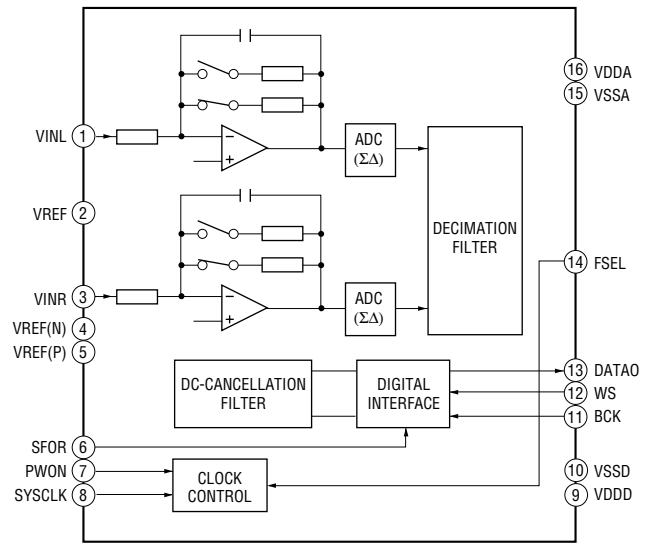 16 VDDA
15 VSSA
VINL 1
−
+
ADC
(ΣΔ)
VREF 2
DECIMATION
FILTER
14 FSEL
VINR 3
−
+
ADC
(ΣΔ)
VREF(N) 4
VREF(P) 5
DC-CANCELLATION
FILTER
DIGITAL
INTERFACE
13 DATAO
12 WS
11 BCK
SFOR 6
PWON 7
SYSCLK 8
CLOCK
CONTROL
10 VSSD
9 VDDD